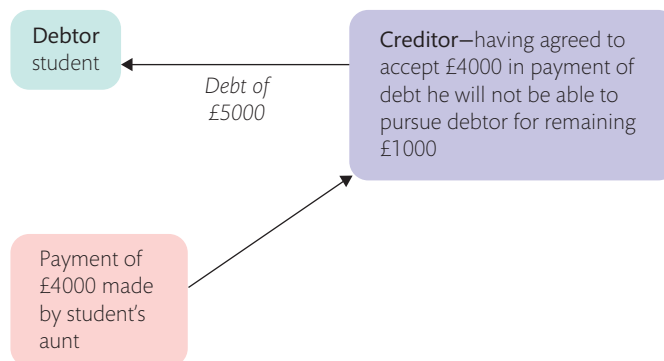 Debtor
student
Debt of
£5000
Creditor—having agreed to
accept £4000 in payment of
debt he will not be able to
pursue debtor for remaining
£1000
Payment of
£4000 made
by student's
aunt